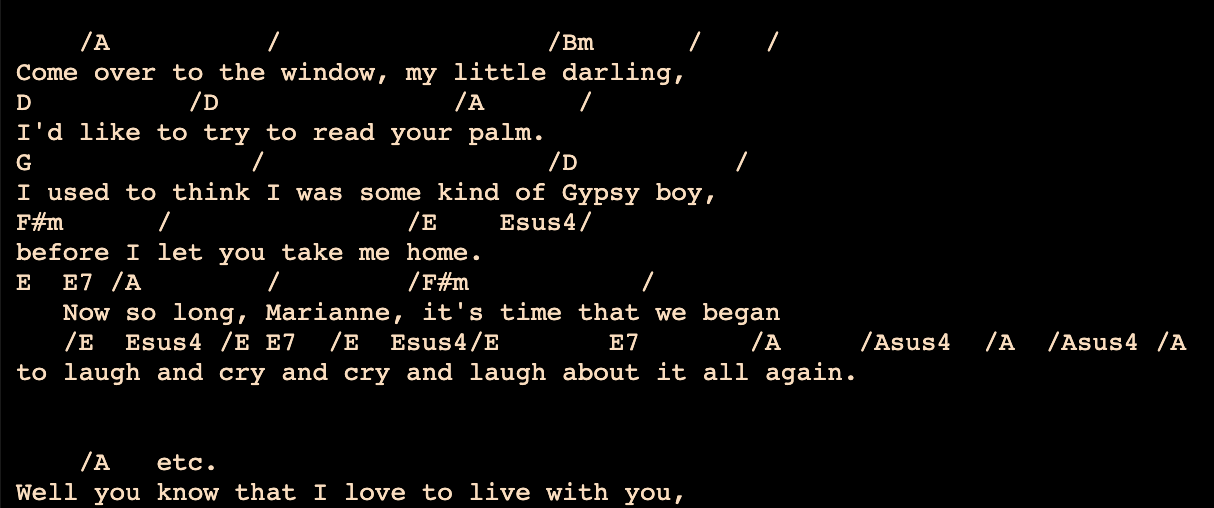 /A          /                 /Bm      /    /
Come over to the window, my little darling,
D          /D               /A      /
I'd like to try to read your palm.
G              /                  /D          /
I used to think I was some kind of Gypsy boy,
F#m      /               /E    Esus4/
before I let you take me home.
E  E7 /A        /        /F#m           /
   Now so long, Marianne, it's time that we began
   /E  Esus4 /E E7  /E  Esus4/E       E7       /A     /Asus4  /A  /Asus4 /A
to laugh and cry and cry and laugh about it all again.
    /A   etc.
Well you know that I love to live with you,